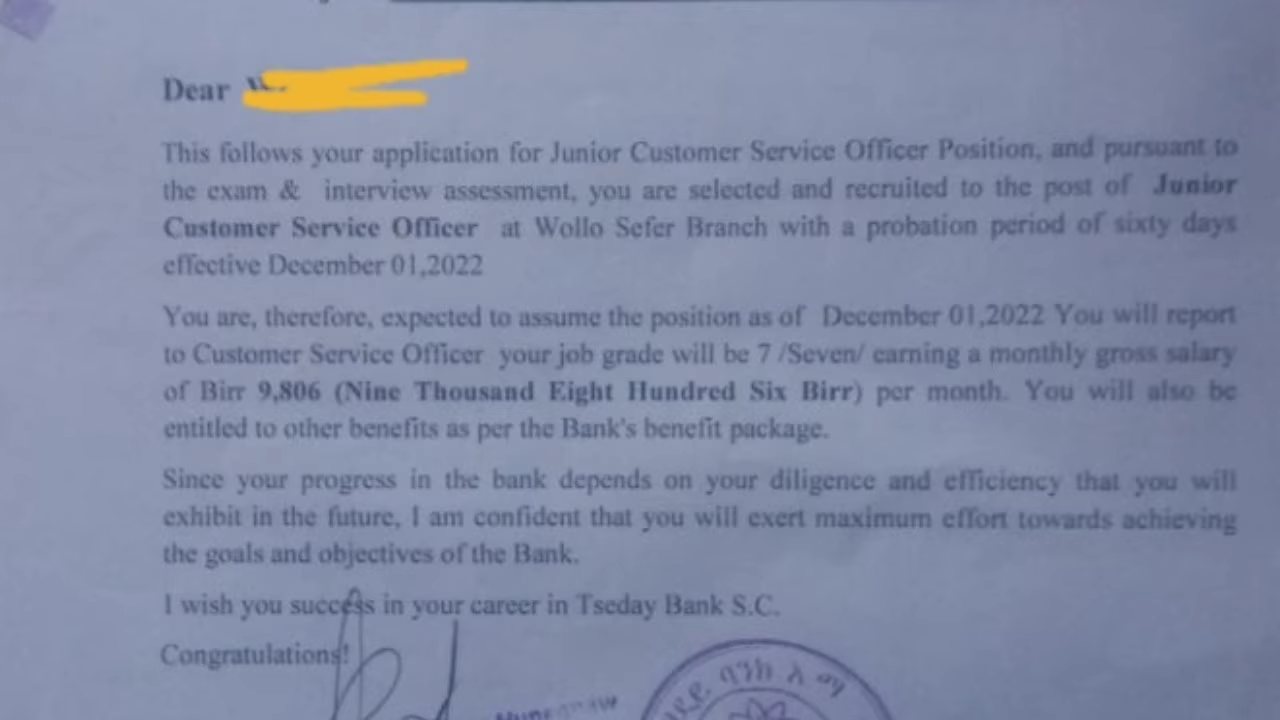 Dear
This follows your application for Junior Customer Service Officer Position, and pursuant to
the exam & interview assessment, you are selected and recruited to the post of Junior
Customer Service Officer at Wollo Sefer Branch with a probation period of sixty days
effective December 01,2022
You are, therefore, expected to assume the position as of December 01,2022 You will report
to Customer Service Officer your job grade will be 7 /Seven/ earning a monthly gross salary
of Birr 9,806 (Nine Thousand Eight Hundred Six Birr) per month. You will also be
entitled to other benefits as per the Bank's benefit package.
Since your progress in the bank depends on your diligence and efficiency that you will
exhibit in the future, I am confident that you will exert maximum effort towards achieving
the goals and objectives of the Bank.
I wish you success in your career in Tseday Bank S.C.
Congratulations!
ባንክ አ ማ